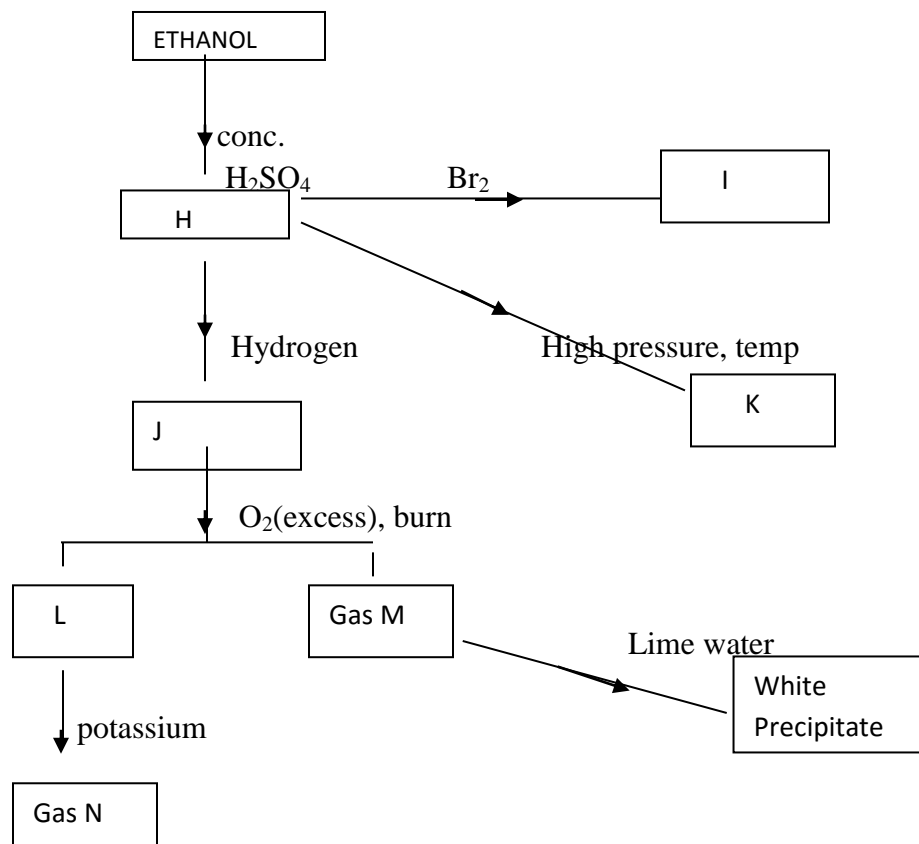 ETHANOL
conc.
H₂SO₄
Br₂
I
H
Hydrogen
High pressure, temp
K
J
O₂(excess), burn
L
Gas M
Lime water
White
Precipitate
potassium
Gas N